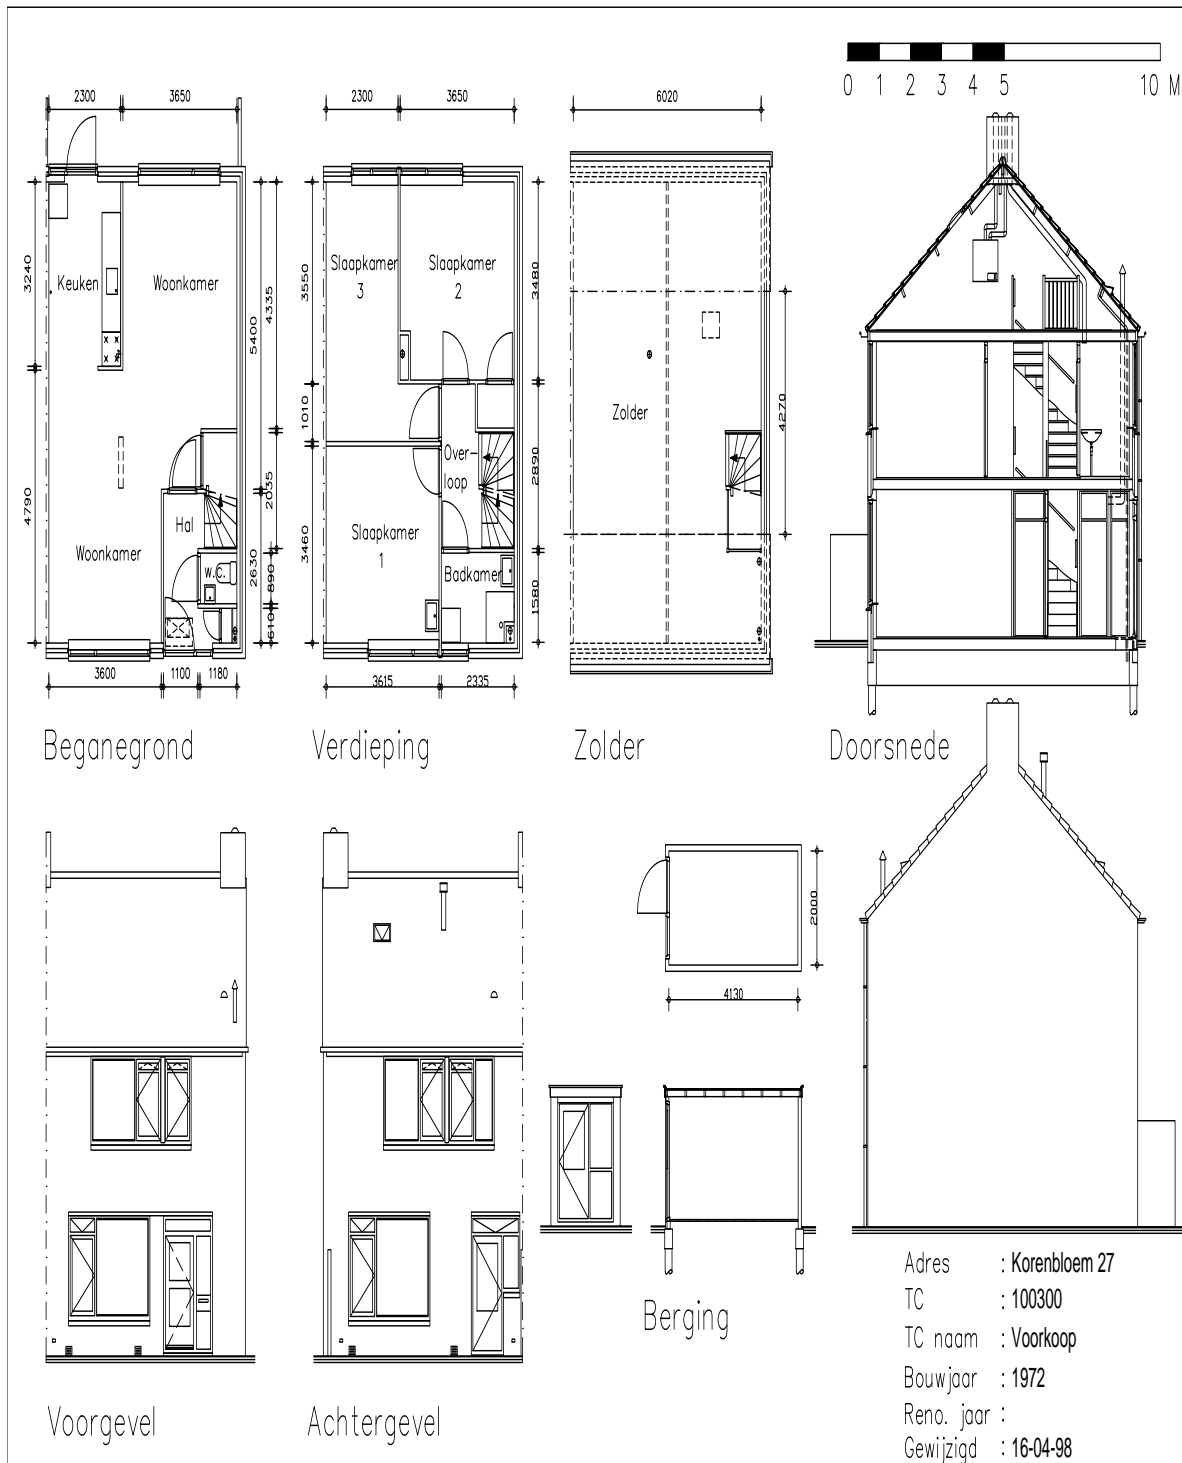 0 1 2 3 4 5 10 M
2300 3650
2300 3650
6020
3240
4790
Keuken
Woonkamer
Woonkamer
Hal
W.C.
4335
5400
2035
2630
890
610
3600 1100 1180
3550
1010
3460
Slaapkamer
3
Slaapkamer
2
Over-
loop
Slaapkamer
1
Badkamer
3480
2890
1580
3615 2335
Zolder
4270
Beganegrond
Verdieping
Zolder
Doorsnede
2000
4130
Berging
Voorgevel
Achtergevel
Adres : Korenbloem 27
TC : 100300
TC naam : Voorkoop
Bouwjaar : 1972
Reno. jaar :
Gewijzigd : 16-04-98